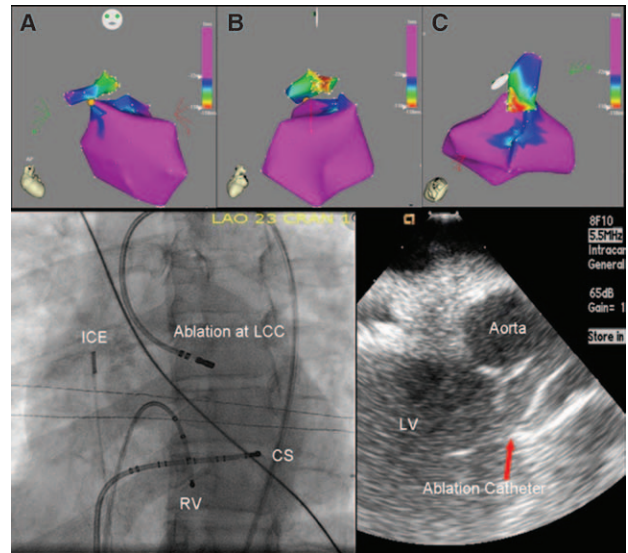 A
B
C
AP
LAO 23 CRAN 1
ICE
Ablation at LCC
CS
RV
8F10
5.5MHz
Intracar
General
65dB
Gain= 1
Store in
Aorta
LV
Ablation Catheter